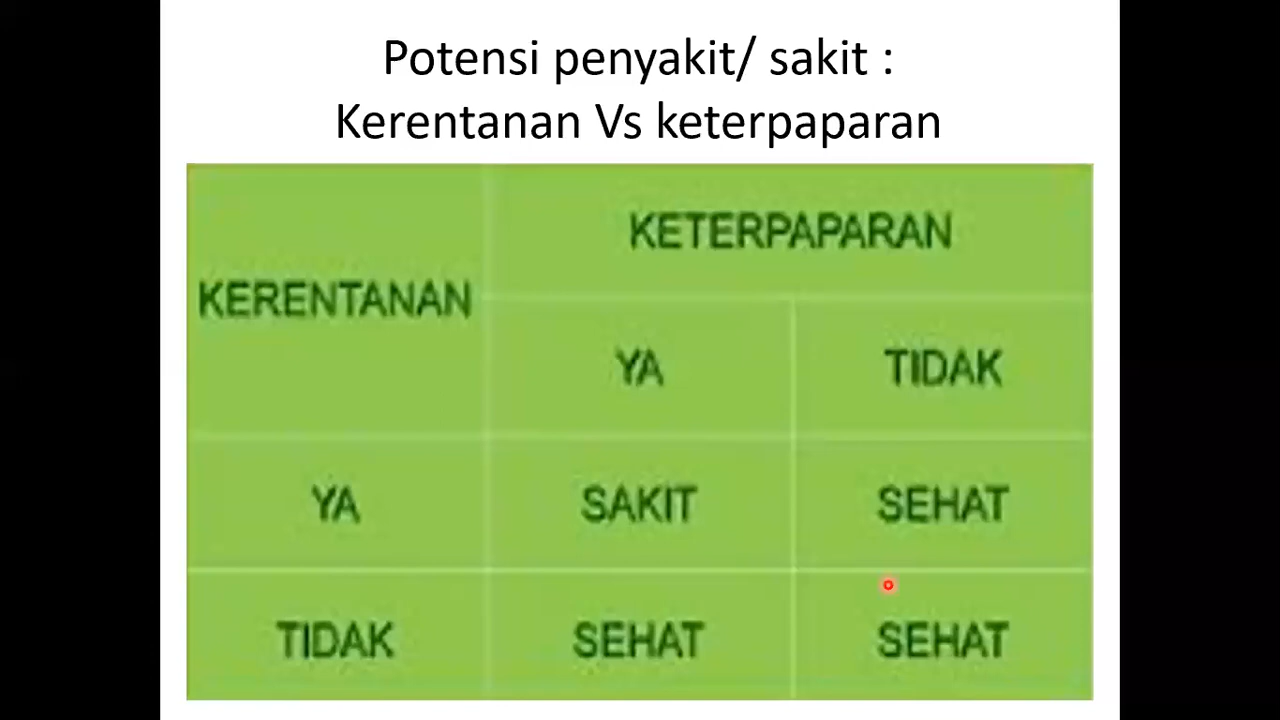 Potensi penyakit/ sakit :
Kerentanan Vs keterpaparan
KERENTANAN
KETERPAPARAN
YA
TIDAK
YA
SAKIT
SEHAT
TIDAK
SEHAT
SEHAT